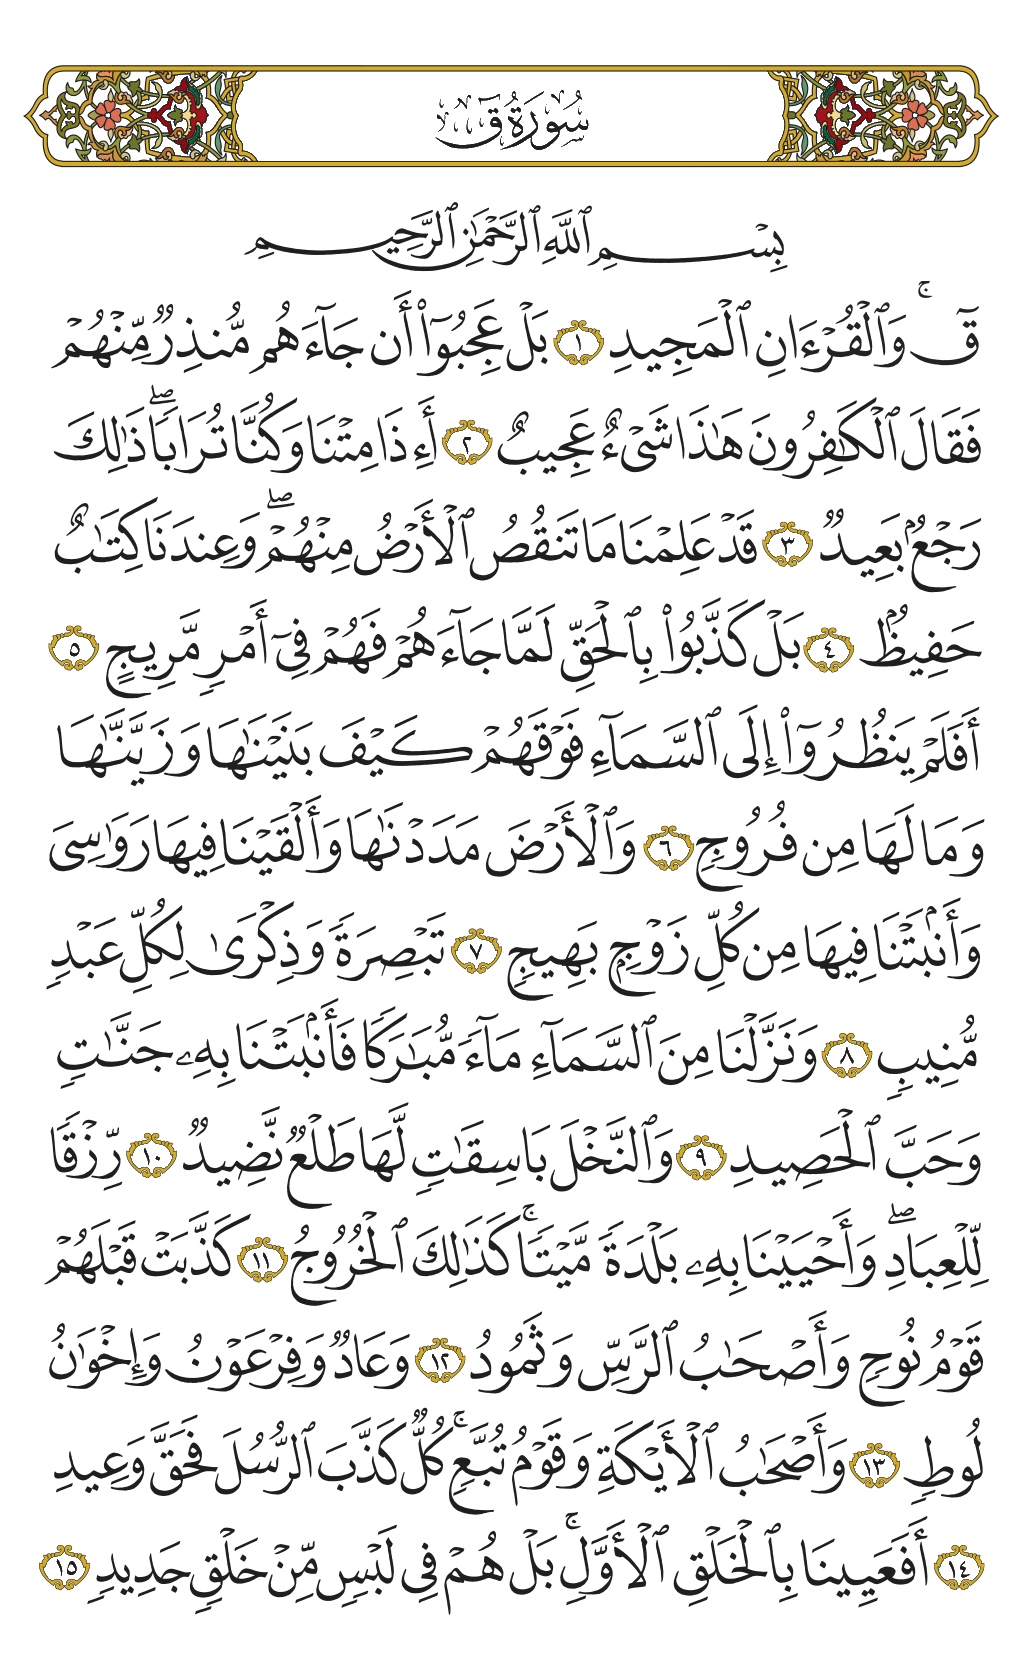 سُورَةُ قٓ
بِسْمِ ٱللَّهِ ٱلرَّحْمَٰنِ ٱلرَّحِيمِ
قٓۚ وَٱلْقُرْءَانِ ٱلْمَجِيدِ ١ بَلْ عَجِبُوٓا۟ أَن جَآءَهُم مُّنذِرٌ مِّنْهُمْ
فَقَالَ ٱلْكَٰفِرُونَ هَٰذَا شَىْءٌ عَجِيبٌ ٢ أَءِذَا مِتْنَا وَكُنَّا تُرَابًاۖ ذَٰلِكَ
رَجْعٌۢ بَعِيدٌ ٣ قَدْ عَلِمْنَا مَا تَنقُصُ ٱلْأَرْضُ مِنْهُمْۖ وَعِندَنَا كِتَٰبٌ
حَفِيظٌۢ ٤ بَلْ كَذَّبُوا۟ بِٱلْحَقِّ لَمَّا جَآءَهُمْ فَهُمْ فِىٓ أَمْرٍ مَّرِيجٍ ٥
أَفَلَمْ يَنظُرُوٓا۟ إِلَى ٱلسَّمَآءِ فَوْقَهُمْ كَيْفَ بَنَيْنَٰهَا وَزَيَّنَّٰهَا
وَمَا لَهَا مِن فُرُوجٍ ٦ وَٱلْأَرْضَ مَدَدْنَٰهَا وَأَلْقَيْنَا فِيهَا رَوَٰسِىَ
وَأَنۢبَتْنَا فِيهَا مِن كُلِّ زَوْجٍۭ بَهِيجٍ ٧ تَبْصِرَةً وَذِكْرَىٰ لِكُلِّ عَبْدٍ
مُّنِيبٍ ٨ وَنَزَّلْنَا مِنَ ٱلسَّمَآءِ مَآءً مُّبَٰرَكًا فَأَنۢبَتْنَا بِهِۦ جَنَّٰتٍ
وَحَبَّ ٱلْحَصِيدِ ٩ وَٱلنَّخْلَ بَاسِقَٰتٍ لَّهَا طَلْعٌ نَّضِيدٌ ١٠ رِّزْقًا
لِّلْعِبَادِۖ وَأَحْيَيْنَا بِهِۦ بَلْدَةً مَّيْتًاۚ كَذَٰلِكَ ٱلْخُرُوجُ ١١ كَذَّبَتْ قَبْلَهُمْ
قَوْمُ نُوحٍ وَأَصْحَٰبُ ٱلرَّسِّ وَثَمُودُ ١٢ وَعَادٌ وَفِرْعَوْنُ وَإِخْوَٰنُ
لُوطٍ ١٣ وَأَصْحَٰبُ ٱلْأَيْكَةِ وَقَوْمُ تُبَّعٍۚ كُلٌّ كَذَّبَ ٱلرُّسُلَ فَحَقَّ وَعِيدِ
١٤ أَفَعَيِينَا بِٱلْخَلْقِ ٱلْأَوَّلِۚ بَلْ هُمْ فِى لَبْسٍ مِّنْ خَلْقٍ جَدِيدٍ ١٥